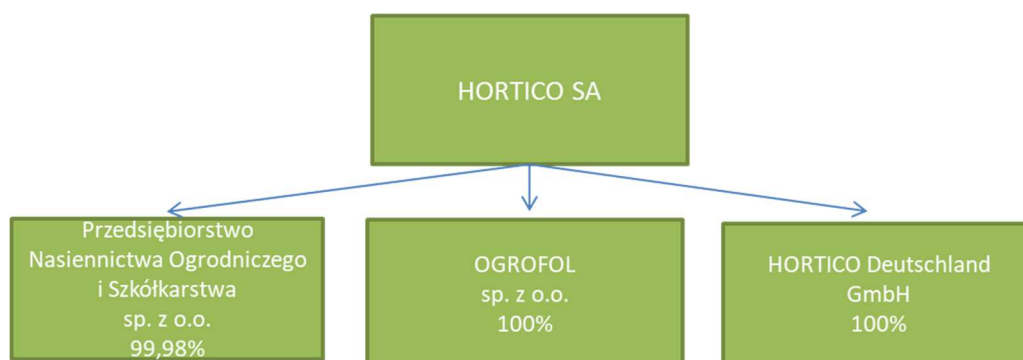 HORTICO SA
Przedsiębiorstwo
Nasiennictwa Ogrodniczego
i Szkółkarstwa
sp. z o.o.
99,98%
OGROFOL
sp. z o.o.
100%
HORTICO Deutschland
GmbH
100%